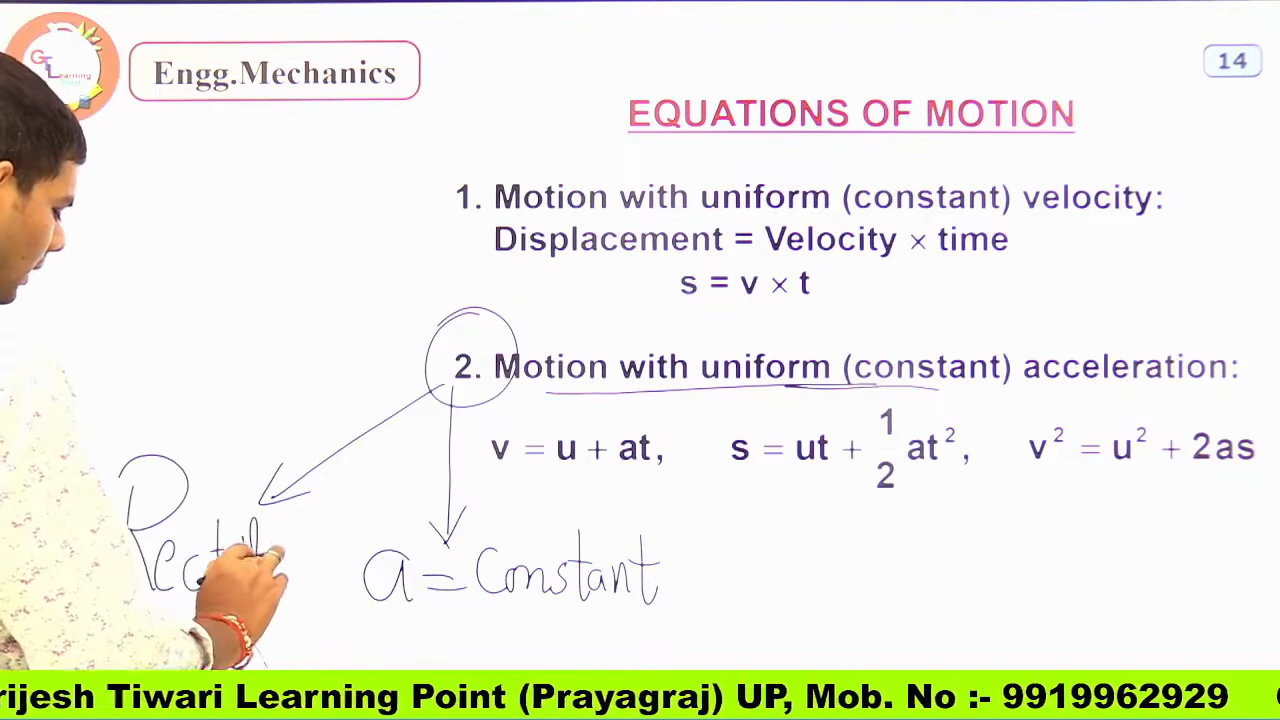 GTLearning
Point
Engg.Mechanics
14
EQUATIONS OF MOTION
1. Motion with uniform (constant) velocity:
Displacement = Velocity × time
s = v × t
2. Motion with uniform (constant) acceleration:
v = u + at, s = ut + 1/2 at², v² = u² + 2as
a = Constant
rijesh Tiwari Learning Point (Prayagraj) UP, Mob. No :- 9919962929